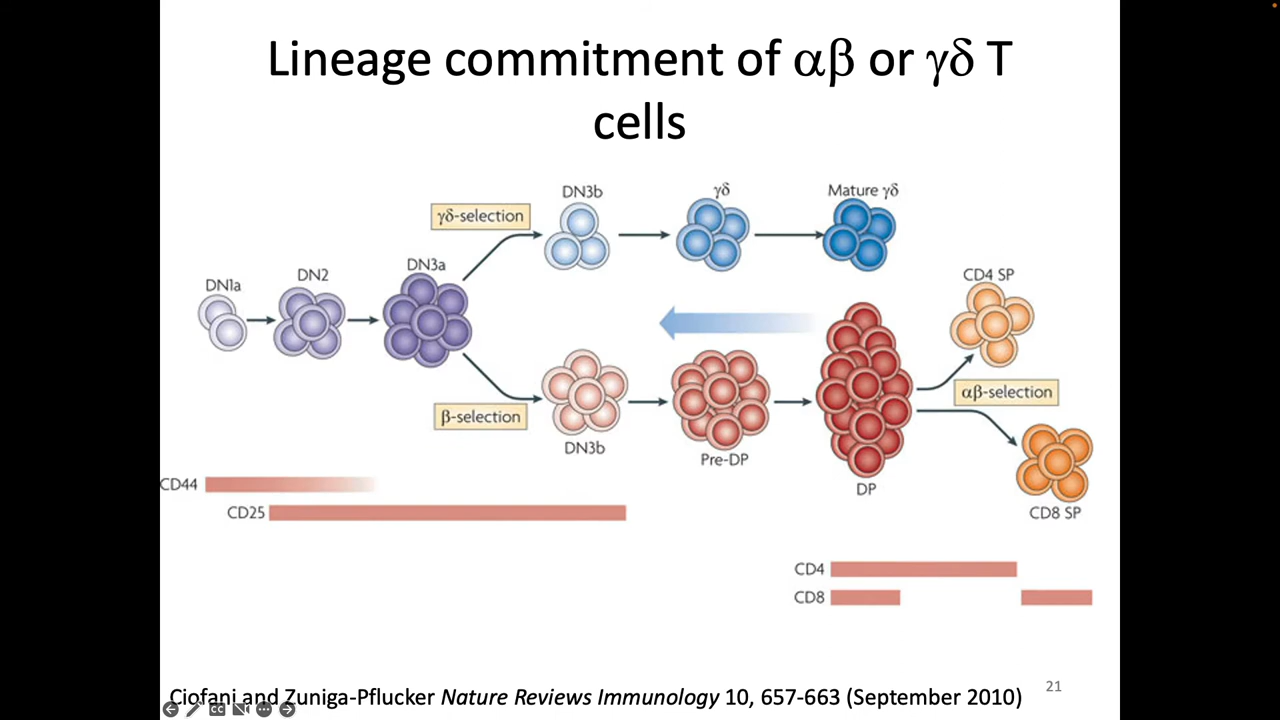 Lineage commitment of αβ or γδ T
cells
DN3b
γδ
Mature γδ
γδ-selection
DN3a
DN2
DN1a
CD4 SP
αβ-selection
β-selection
DN3b
Pre-DP
DP
CD8 SP
CD44
CD25
CD4
CD8
Ciofani and Zuniga-Pflucker Nature Reviews Immunology 10, 657-663 (September 2010)
21
CC